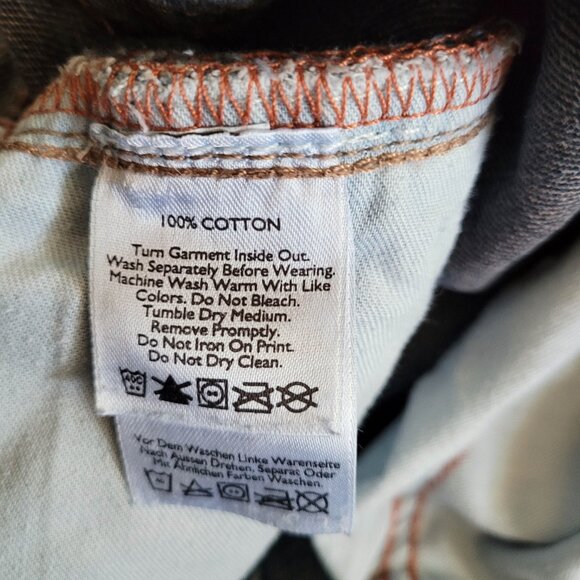 100% COTTON
Turn Garment Inside Out.
Wash Separately Before Wearing.
Machine Wash Warm With Like
Colors. Do Not Bleach.
Tumble Dry Medium.
Remove Promptly.
Do Not Iron On Print.
Do Not Dry Clean.
Vor Dem Waschen Linke Warenseite
Nach Aussen Drehen. Separat Oder
Mit Ähnlichen Farben Waschen.